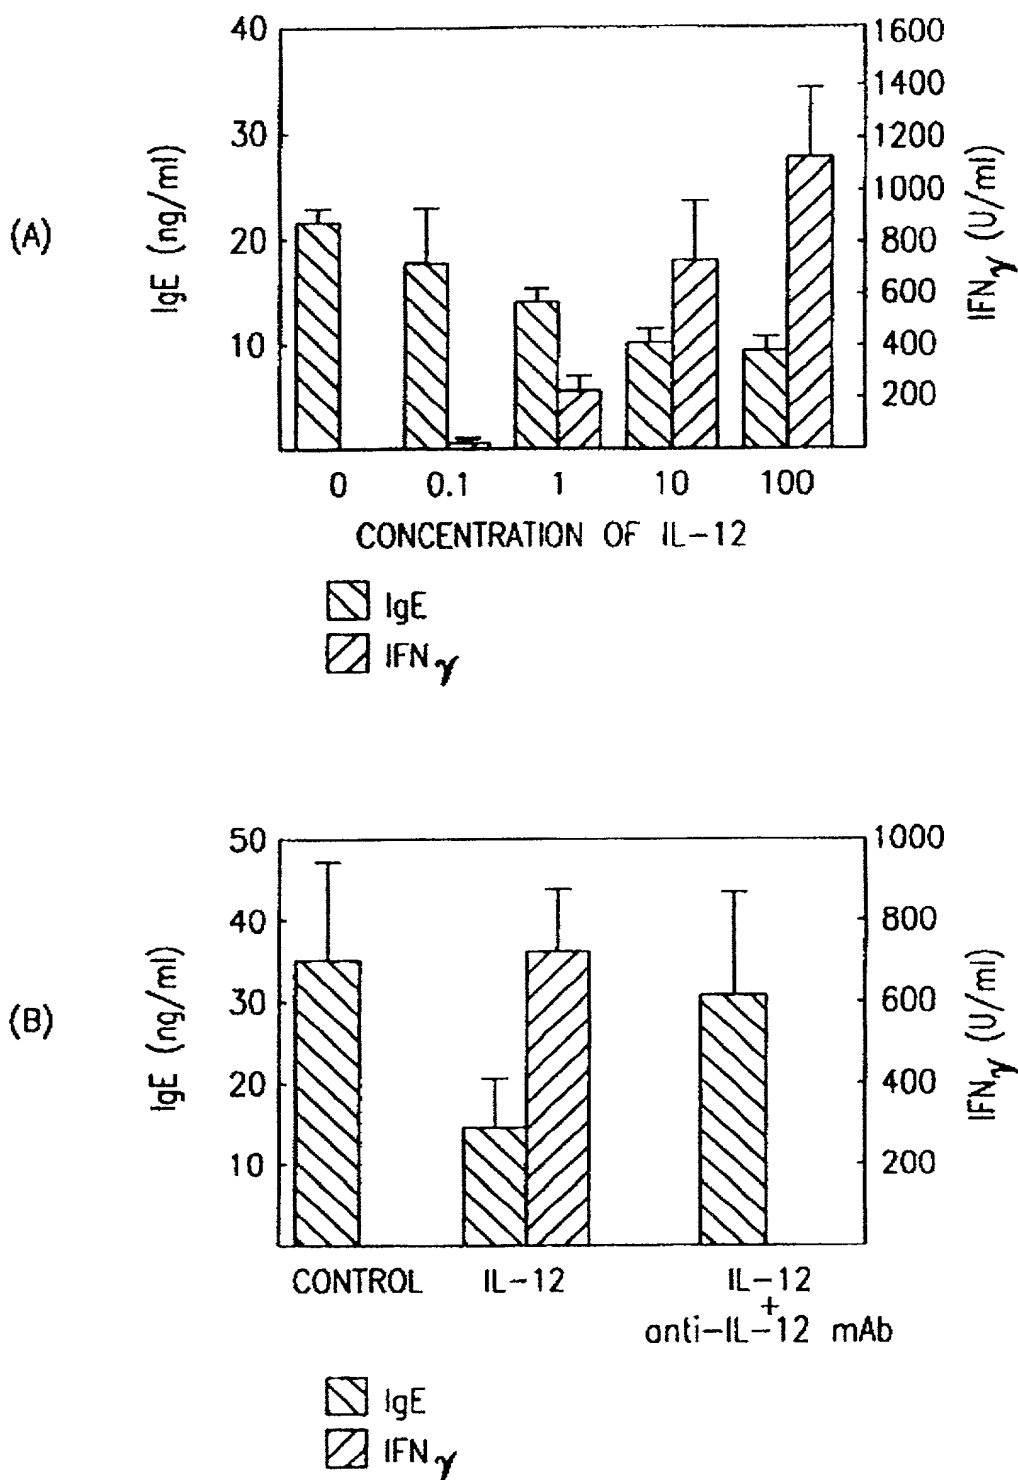 (A)
IgE (ng/ml)
40
30
20
10
1600
1400
1200
1000
800
600
400
200
IFNγ (U/ml)
0 0.1 1 10 100
CONCENTRATION OF IL-12
IgE
IFNγ
(B)
IgE (ng/ml)
50
40
30
20
10
1000
800
600
400
200
IFNγ (U/ml)
CONTROL IL-12 IL-12
+
anti-IL-12 mAb
IgE
IFNγ